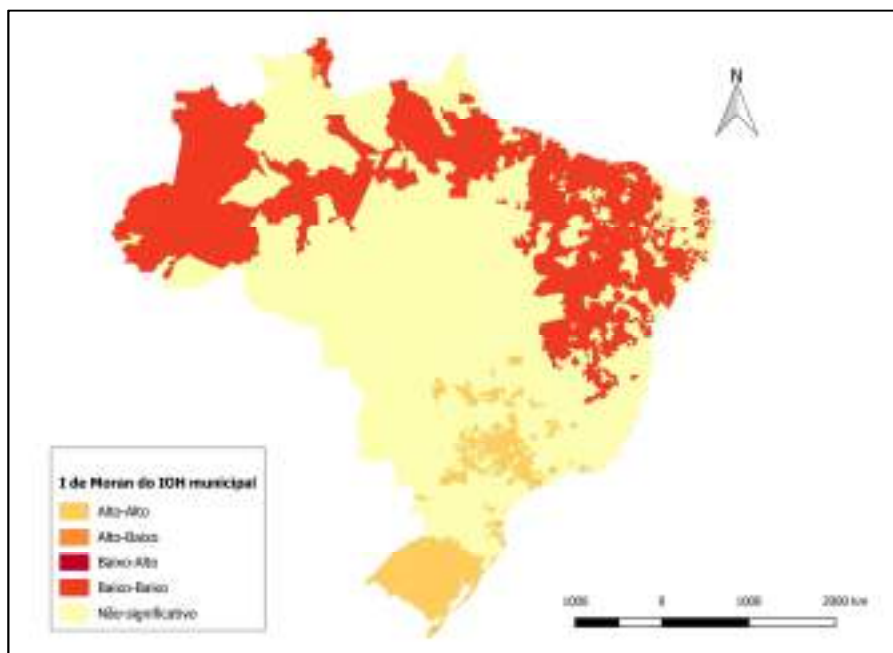 N
I de Moran do IDH municipal
Alto-Alto
Alto-Baixo
Baixo-Alto
Baixo-Baixo
Não-significativo
1000 0 1000 2000 km